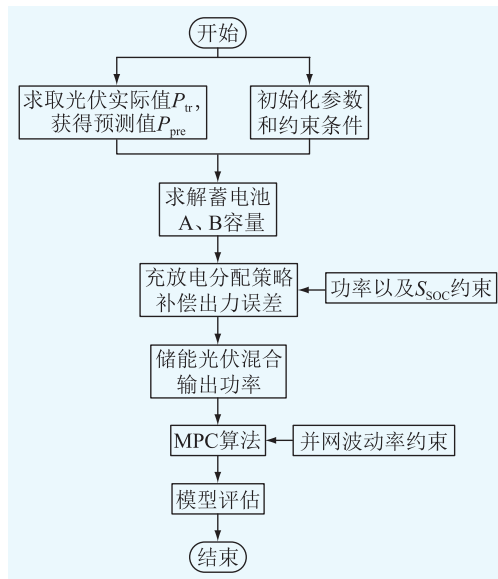 开始
求取光伏实际值Ptr,
获得预测值Ppre
初始化参数
和约束条件
求解蓄电池
A、B容量
充放电分配策略
补偿出力误差
功率以及SSOC约束
储能光伏混合
输出功率
MPC算法
并网波动率约束
模型评估
结束